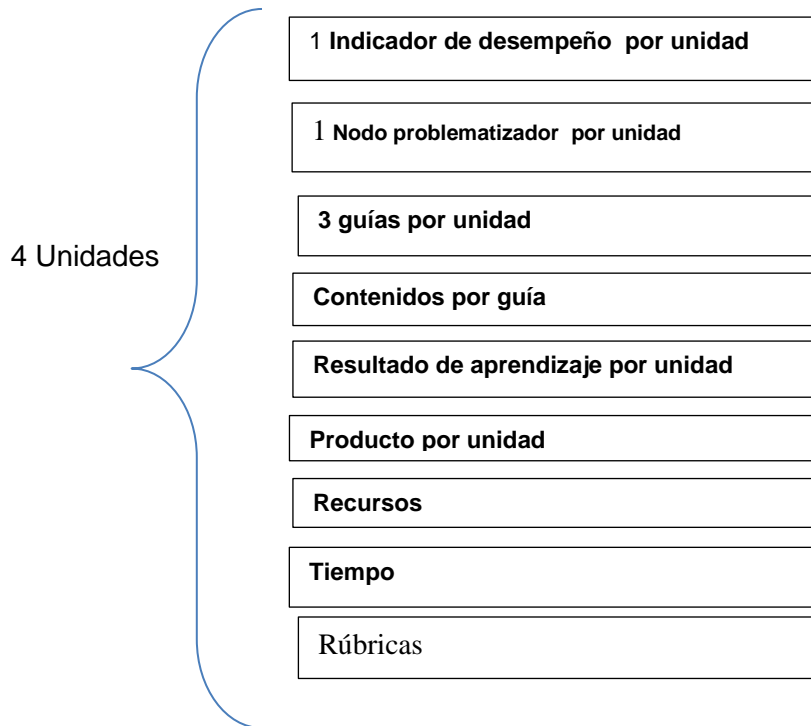 1 Indicador de desempeño por unidad
1 Nodo problematizador por unidad
3 guías por unidad
4 Unidades
Contenidos por guía
Resultado de aprendizaje por unidad
Producto por unidad
Recursos
Tiempo
Rúbricas